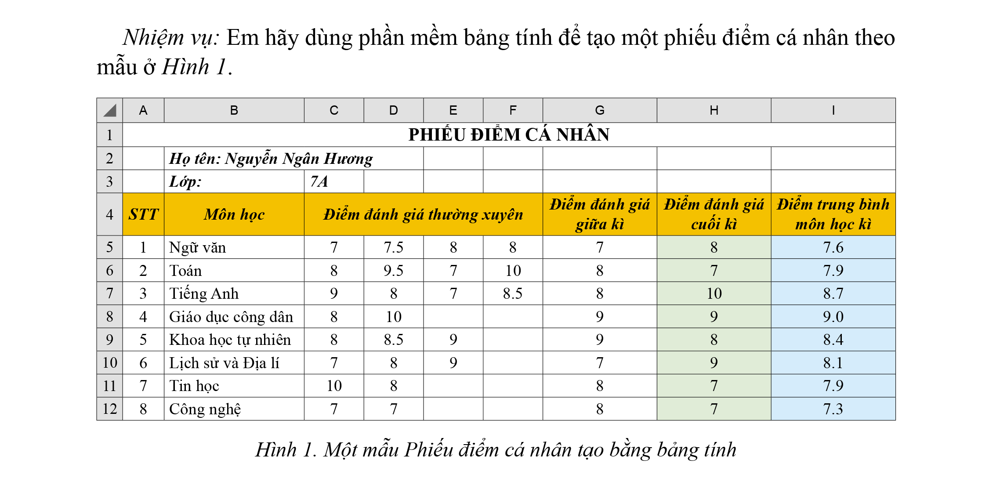 Nhiệm vụ: Em hãy dùng phần mềm bảng tính để tạo một phiếu điểm cá nhân theo
mẫu ở Hình 1.
A B C D E F G H I
1 PHIẾU ĐIỂM CÁ NHÂN
2 Họ tên: Nguyễn Ngân Hương
3 Lớp: 7A
4 STT Môn học Điểm đánh giá thường xuyên Điểm đánh giá giữa kì Điểm đánh giá cuối kì Điểm trung bình môn học kì
5 1 Ngữ văn 7 7.5 8 8 7 8 7.6
6 2 Toán 8 9.5 7 10 8 7 7.9
7 3 Tiếng Anh 9 8 7 8.5 8 10 8.7
8 4 Giáo dục công dân 8 10 9 9 9.0
9 5 Khoa học tự nhiên 8 8.5 9 9 8 8.4
10 6 Lịch sử và Địa lí 7 8 9 7 9 8.1
11 7 Tin học 10 8 8 7 7.9
12 8 Công nghệ 7 7 8 7 7.3
Hình 1. Một mẫu Phiếu điểm cá nhân tạo bằng bảng tính